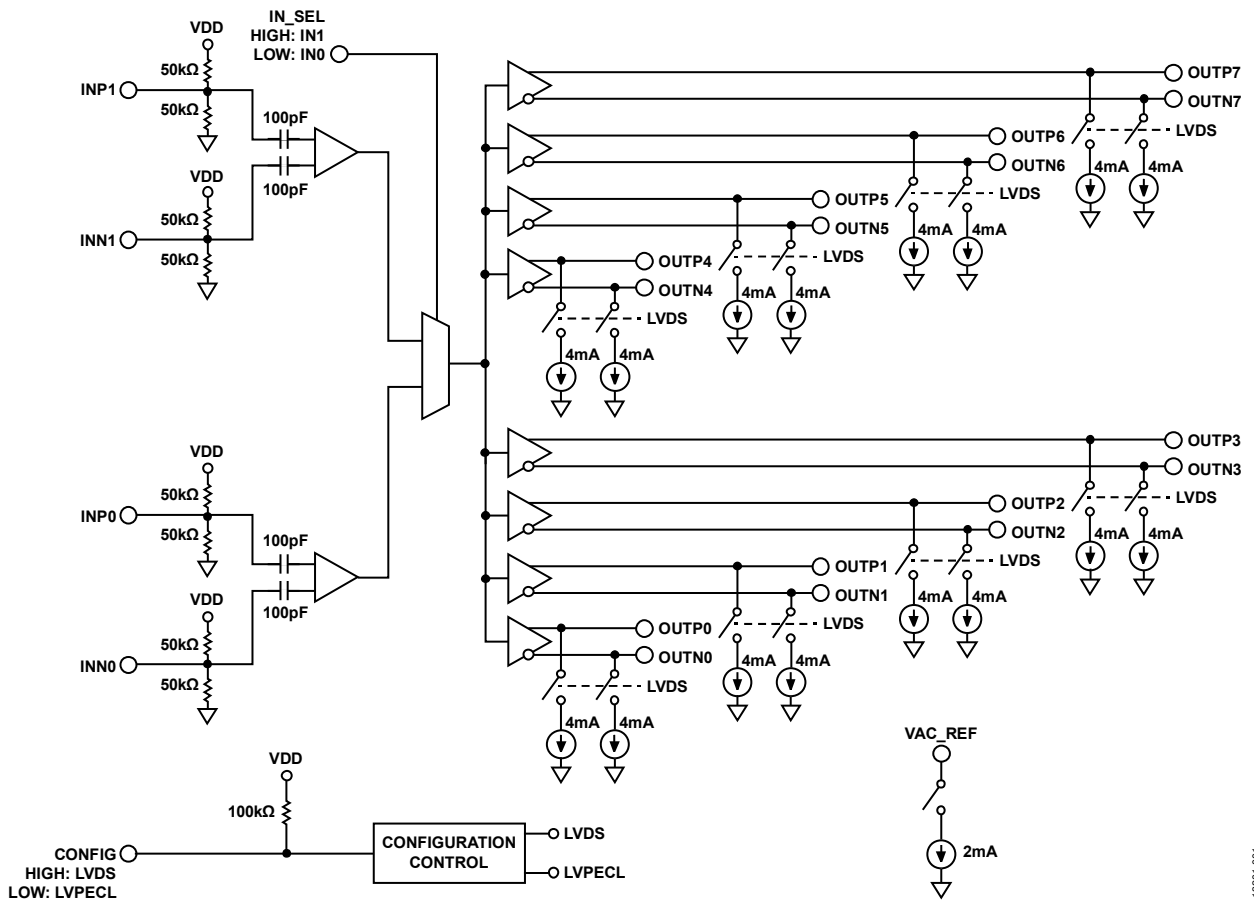 IN_SEL
HIGH: IN1
LOW: IN0
VDD
50kΩ
INP1
50kΩ
100pF
100pF
VDD
50kΩ
INN1
50kΩ
OUTP7
OUTN7
LVDS
4mA
4mA
OUTP6
OUTN6
LVDS
4mA
4mA
OUTP5
OUTN5
LVDS
4mA
4mA
OUTP4
OUTN4
LVDS
4mA
4mA
VDD
50kΩ
INP0
50kΩ
100pF
100pF
VDD
50kΩ
INN0
50kΩ
OUTP3
OUTN3
LVDS
4mA
4mA
OUTP2
OUTN2
LVDS
4mA
4mA
OUTP1
OUTN1
LVDS
4mA
4mA
OUTP0
OUTN0
LVDS
4mA
4mA
VDD
100kΩ
CONFIG
HIGH: LVDS
LOW: LVPECL
CONFIGURATION
CONTROL
LVDS
LVPECL
VAC_REF
2mA